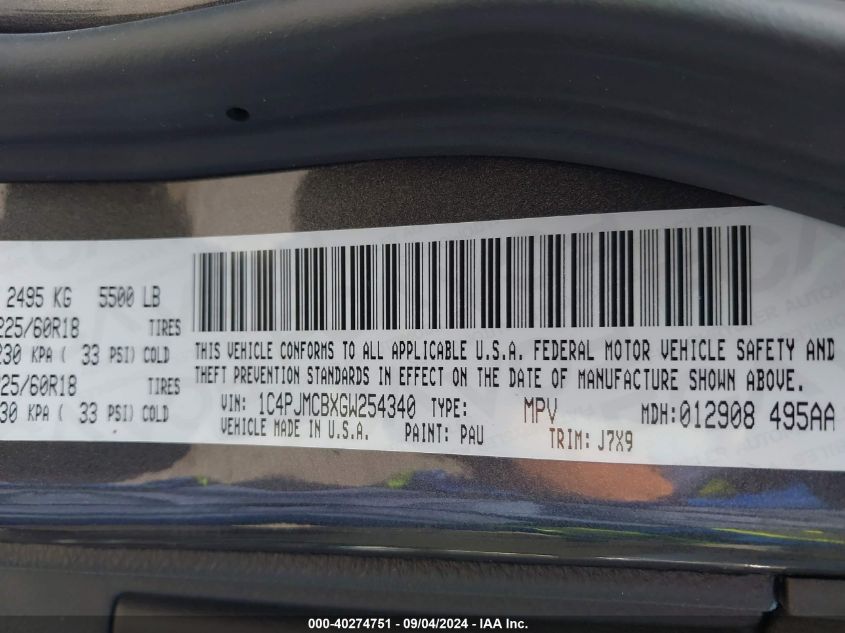 2495 KG 5500 LB
225/60R18 TIRES
230 KPA ( 33 PSI) COLD
225/60R18 TIRES
230 KPA ( 33 PSI) COLD
THIS VEHICLE CONFORMS TO ALL APPLICABLE U.S.A. FEDERAL MOTOR VEHICLE SAFETY AND
THEFT PREVENTION STANDARDS IN EFFECT ON THE DATE OF MANUFACTURE SHOWN ABOVE.
VIN: 1C4PJMCBXGW254340 TYPE: MPV MDH:012908 495AA
VEHICLE MADE IN U.S.A. PAINT: PAU TRIM: J7X9
000-40274751 - 09/04/2024 - IAA Inc.